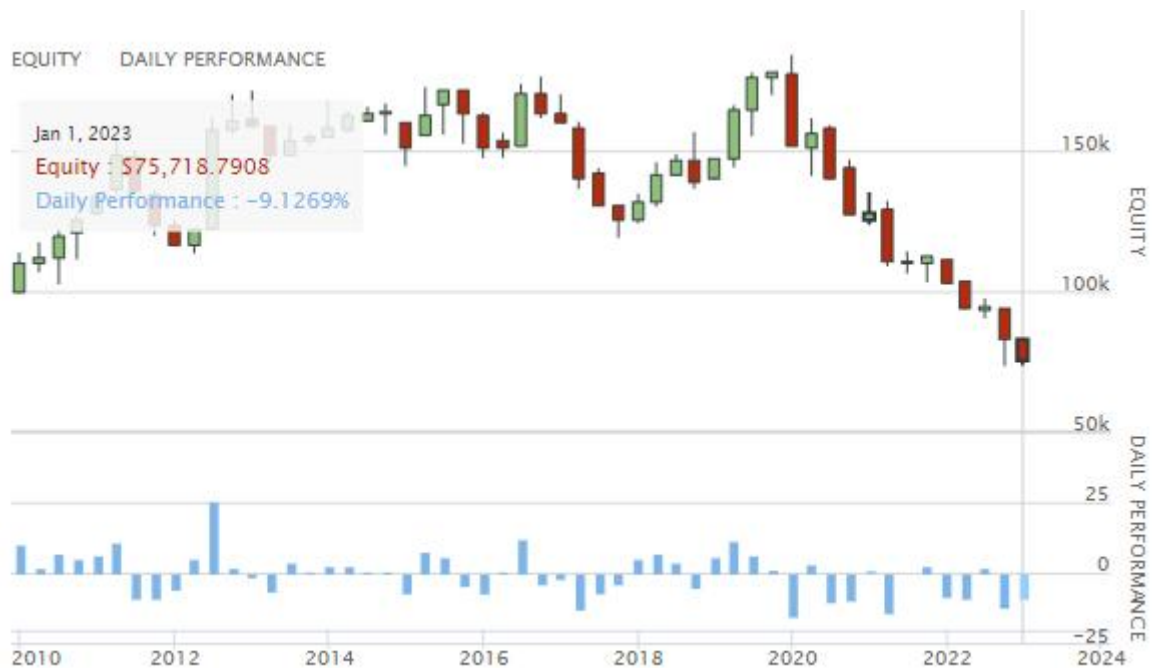 EQUITY DAILY PERFORMANCE
Jan 1, 2023
Equity : $75,718.7908
Daily Performance : -9.1269%
150k
100k
50k
EQUITY
25
0
-25
DAILY PERFORMANCE
2010 2012 2014 2016 2018 2020 2022 2024